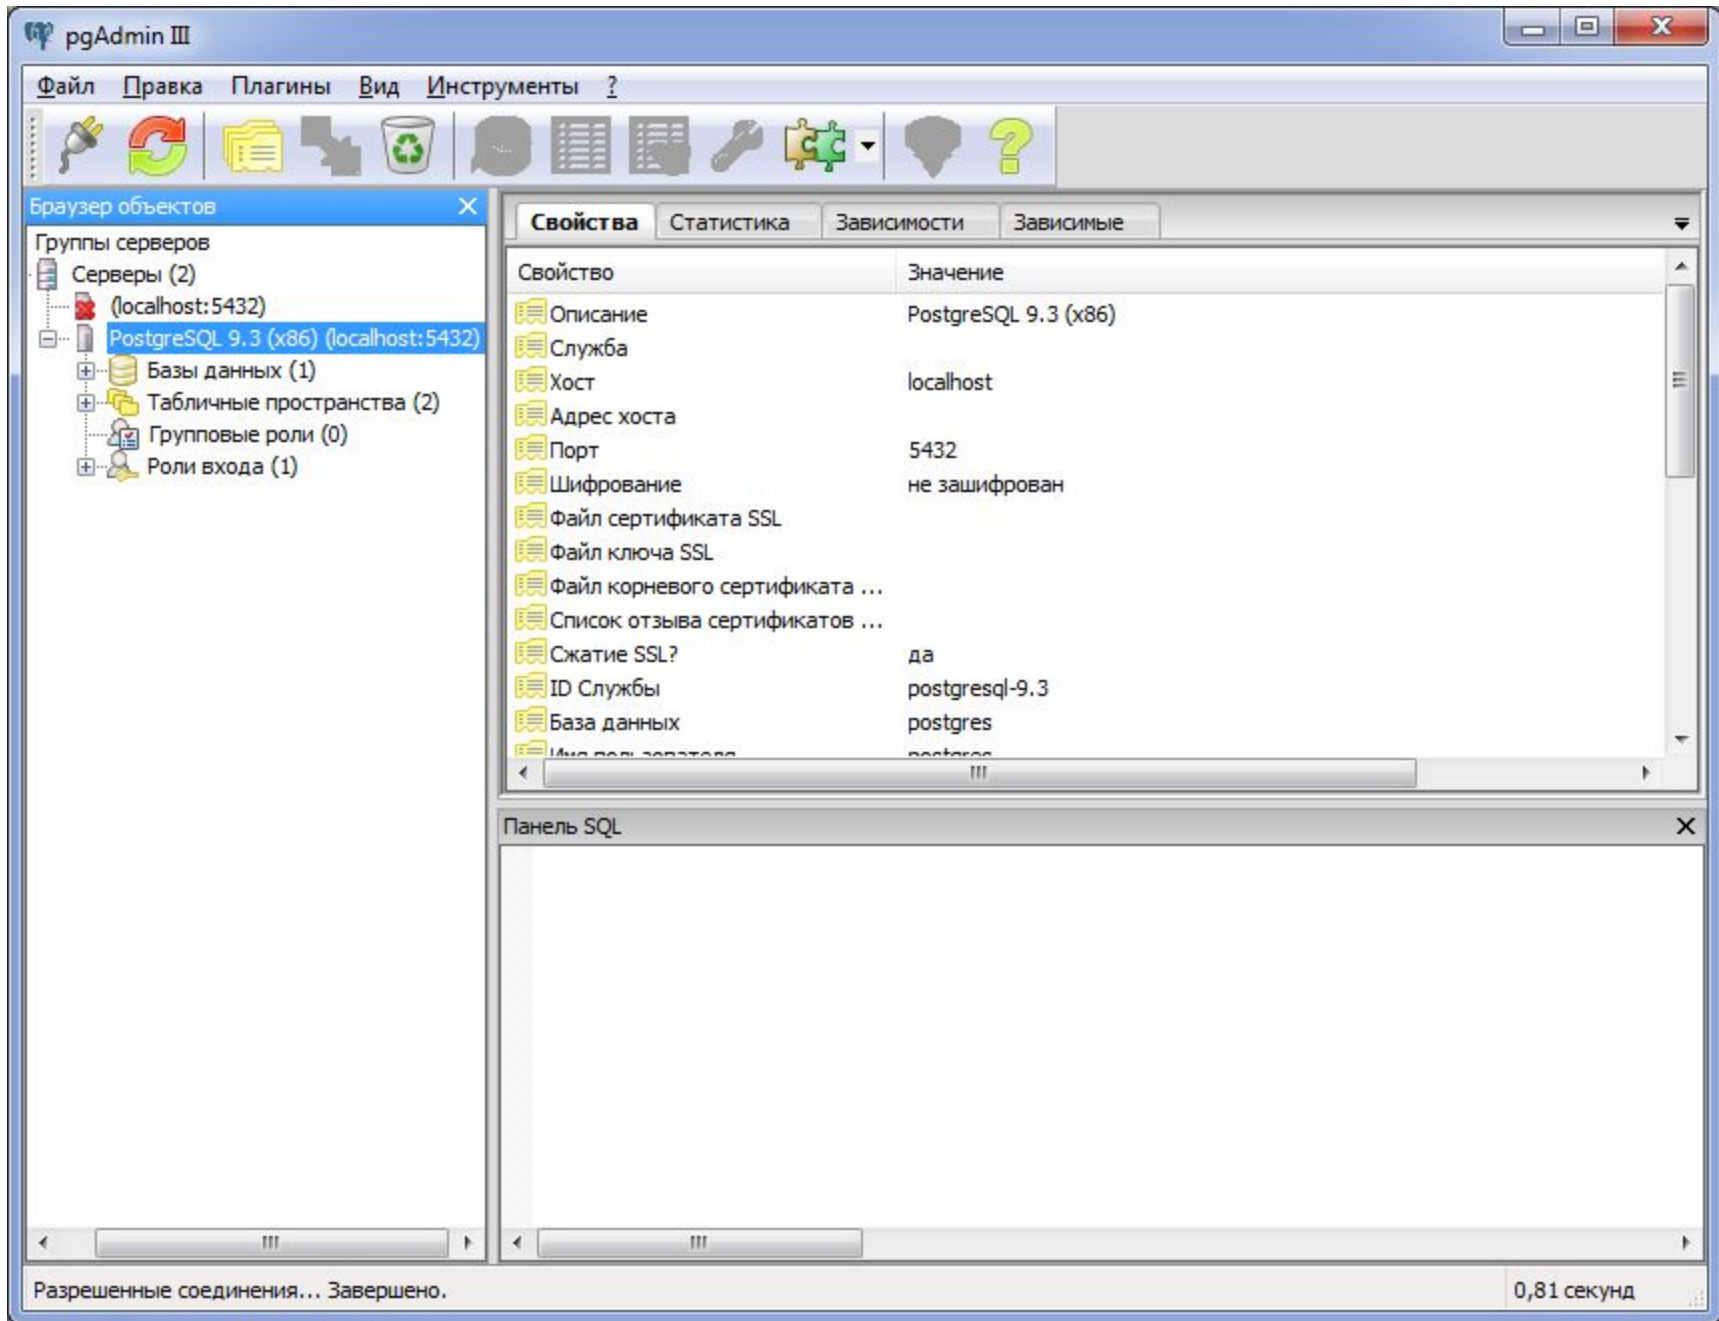 pgAdmin III
Файл Правка Плагины Вид Инструменты ?
Браузер объектов
Группы серверов
Серверы (2)
(localhost:5432)
PostgreSQL 9.3 (x86) (localhost:5432)
Базы данных (1)
Табличные пространства (2)
Групповые роли (0)
Роли входа (1)
Свойства Статистика Зависимости Зависимые
Свойство Значение
Описание PostgreSQL 9.3 (x86)
Служба
Хост localhost
Адрес хоста
Порт 5432
Шифрование не зашифрован
Файл сертификата SSL
Файл ключа SSL
Файл корневого сертификата ...
Список отзыва сертификатов ...
Сжатие SSL? да
ID Службы postgresql-9.3
База данных postgres
Имя пользователя postgres
Панель SQL
Разрешенные соединения... Завершено. 0,81 секунд